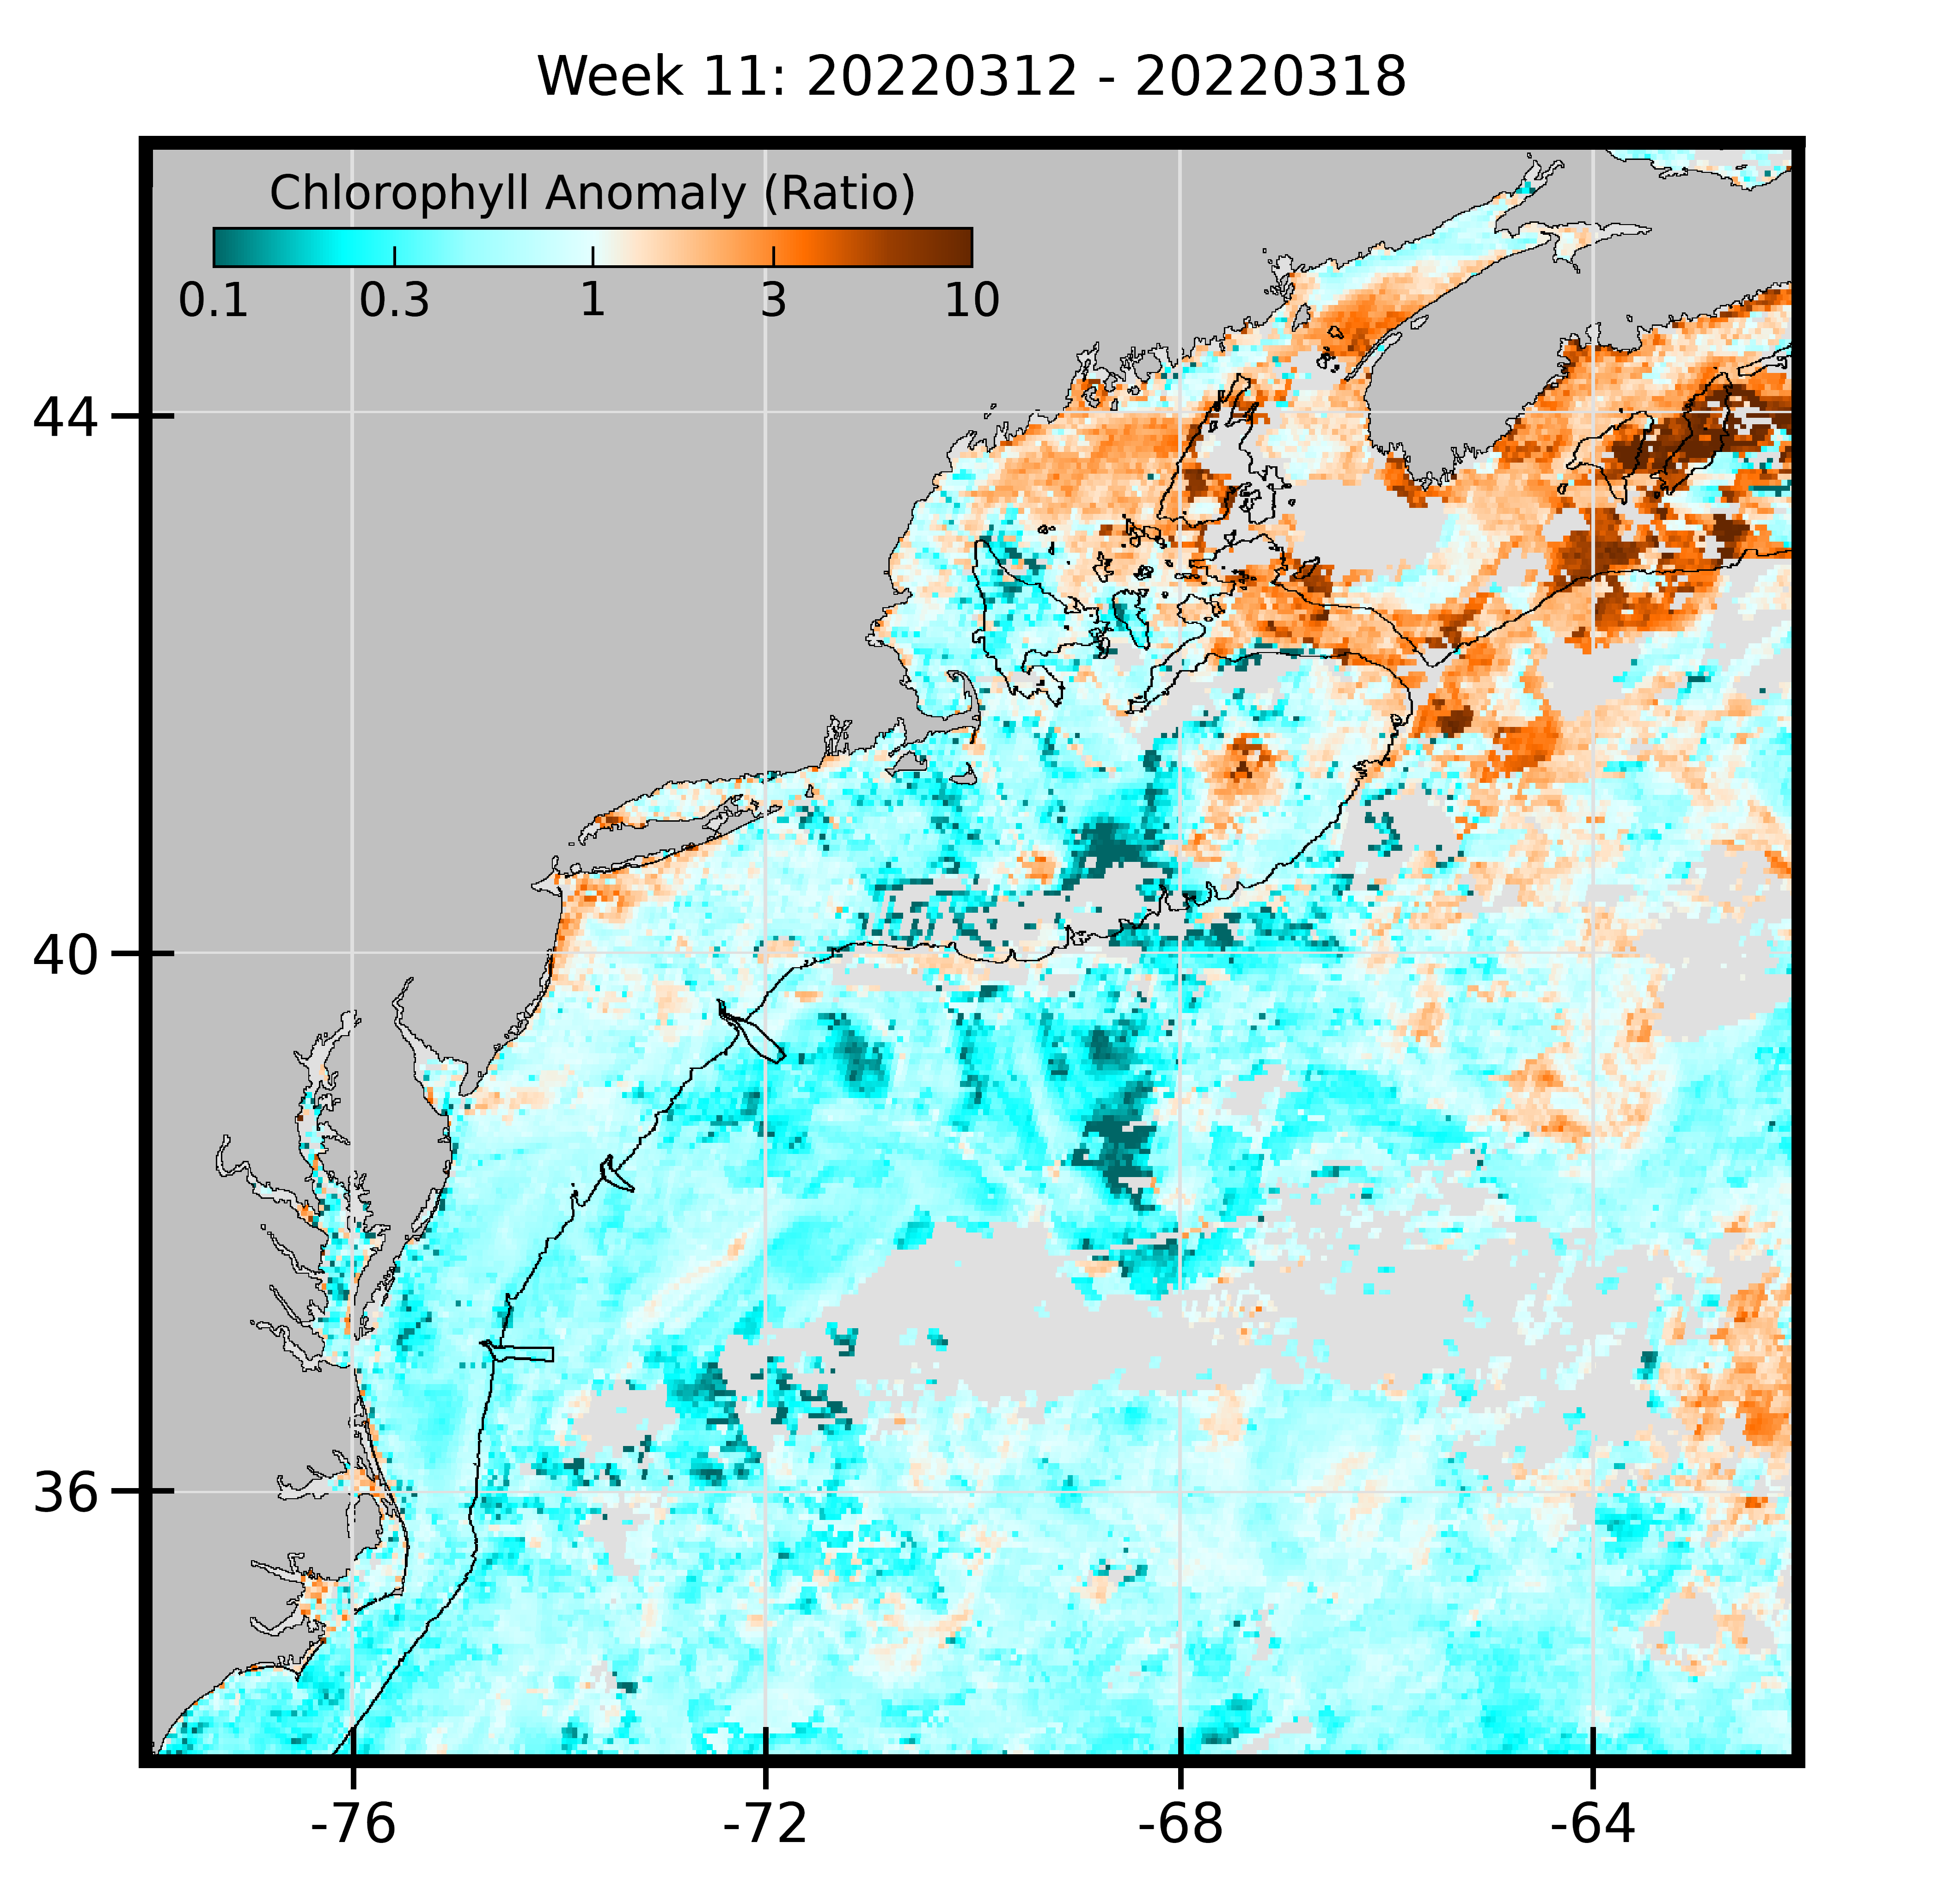 Week 11: 20220312 - 20220318
Chlorophyll Anomaly (Ratio)
0.1 0.3 1 3 10
44
40
36
-76 -72 -68 -64